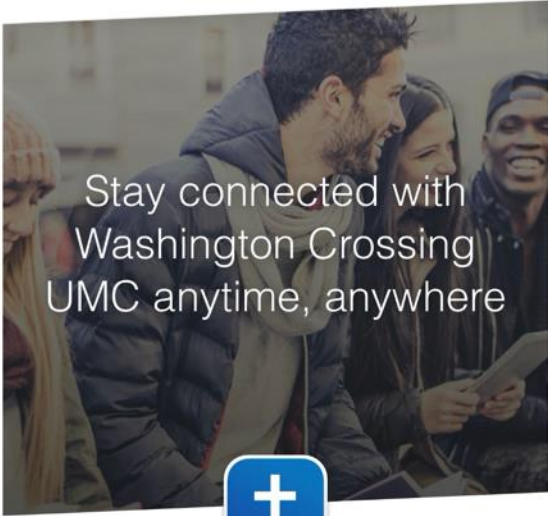 Stay connected with
Washington Crossing
UMC anytime, anywhere